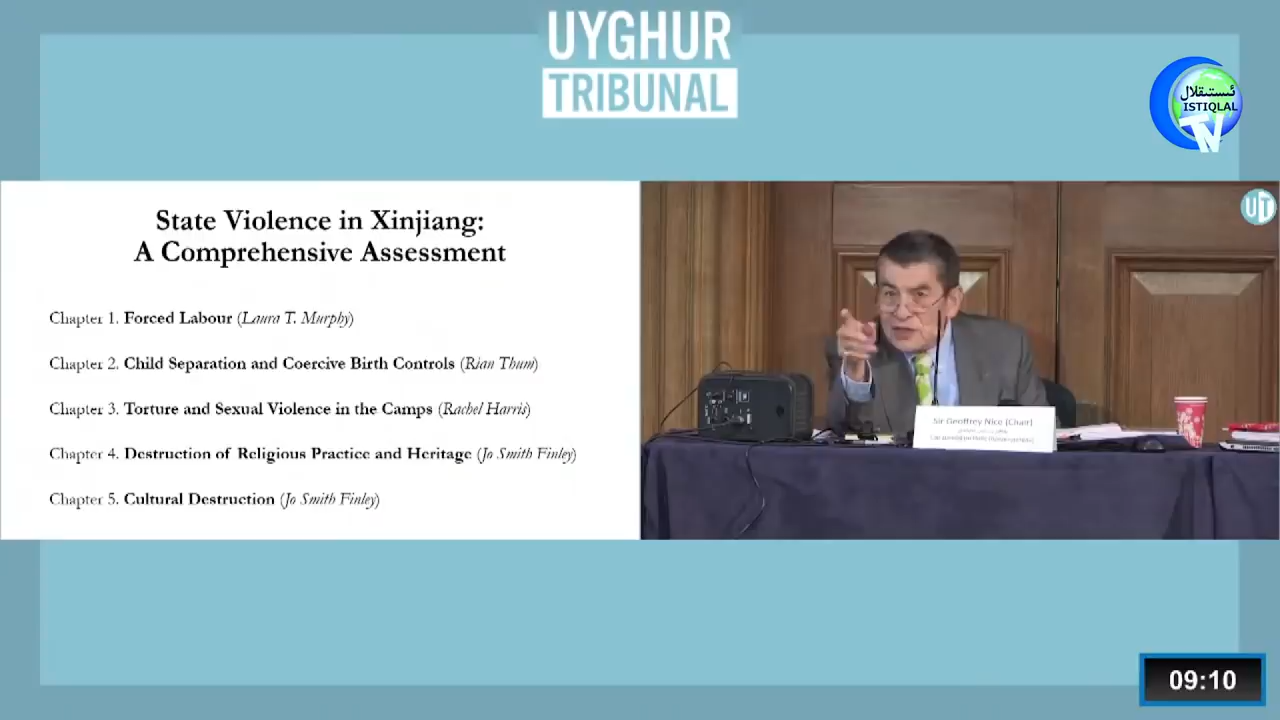 UYGHUR
TRIBUNAL
ئىستىقلال
ISTIQLAL
TV
State Violence in Xinjiang:
A Comprehensive Assessment
Chapter 1. Forced Labour (Laura T. Murphy)
Chapter 2. Child Separation and Coercive Birth Controls (Rian Thum)
Chapter 3. Torture and Sexual Violence in the Camps (Rachel Harris)
Chapter 4. Destruction of Religious Practice and Heritage (Jo Smith Finley)
Chapter 5. Cultural Destruction (Jo Smith Finley)
UT
Sir Geoffrey Nice (Chair)
09:10